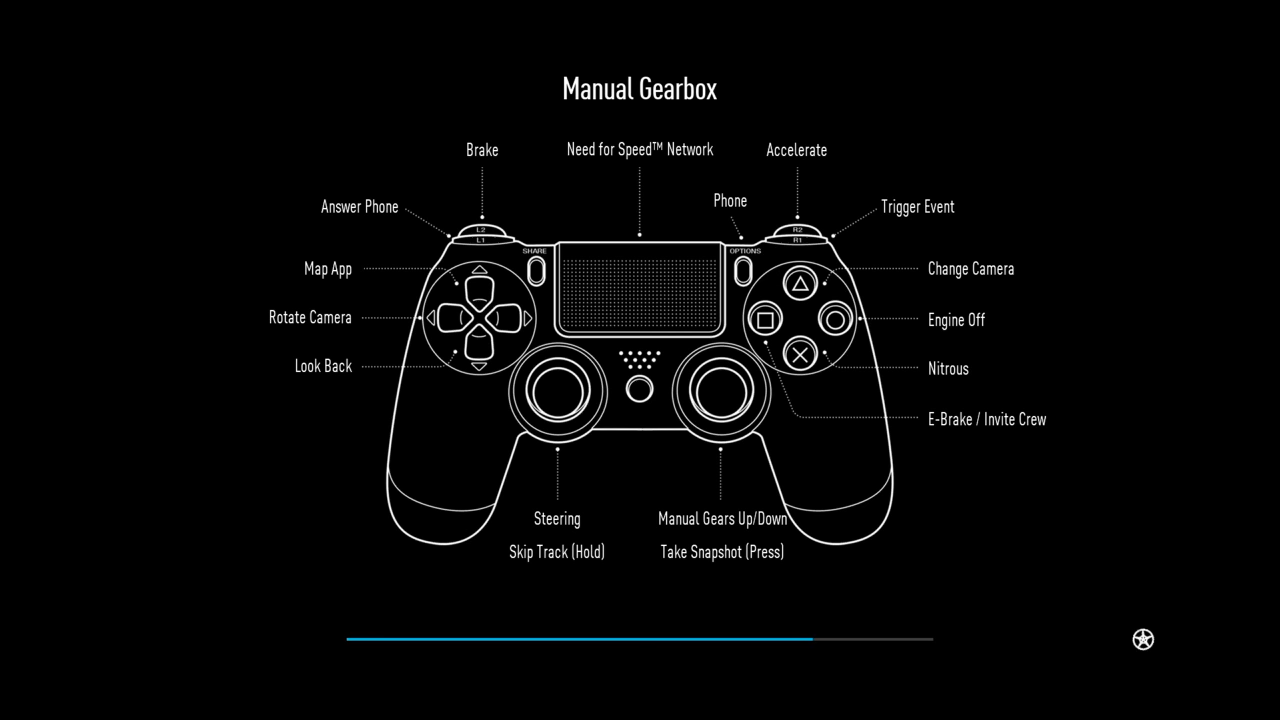 Manual Gearbox
Brake
Need for Speed™ Network
Accelerate
Answer Phone
Phone
Trigger Event
L2
R2
L1
R1
SHARE
OPTIONS
Map App
Change Camera
Rotate Camera
Engine Off
Look Back
Nitrous
E-Brake / Invite Crew
Steering
Manual Gears Up/Down
Skip Track (Hold)
Take Snapshot (Press)